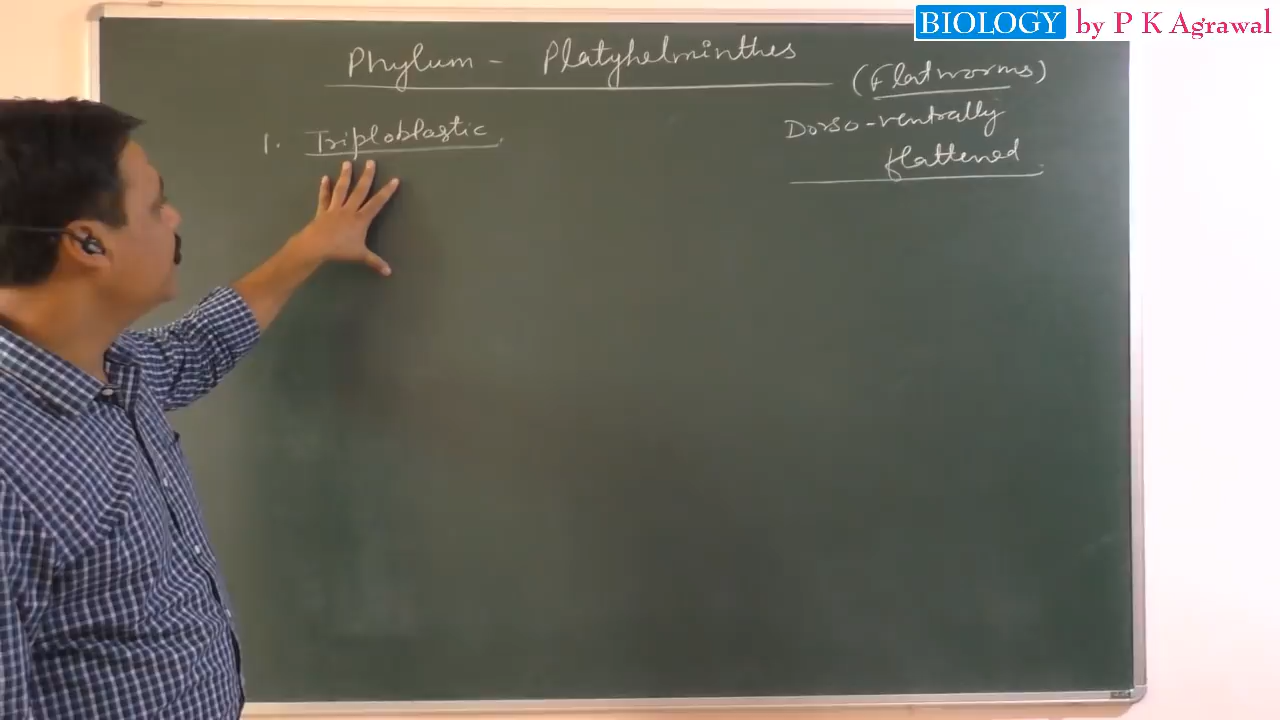 BIOLOGY by P K Agrawal
Phylum - Platyhelminthes
(Flatworms)
1. Triploblastic
Dorso-ventrally
flattened